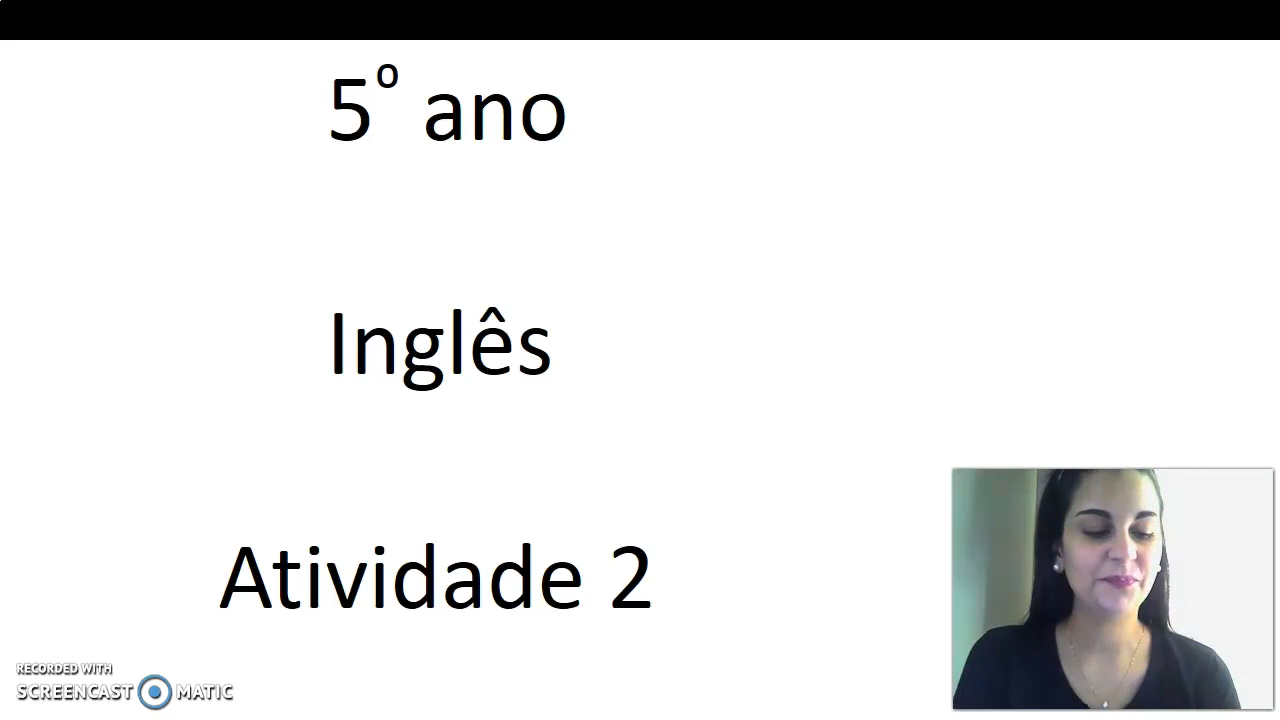 5º ano
Inglês
Atividade 2
RECORDED WITH
SCREENCAST MATIC